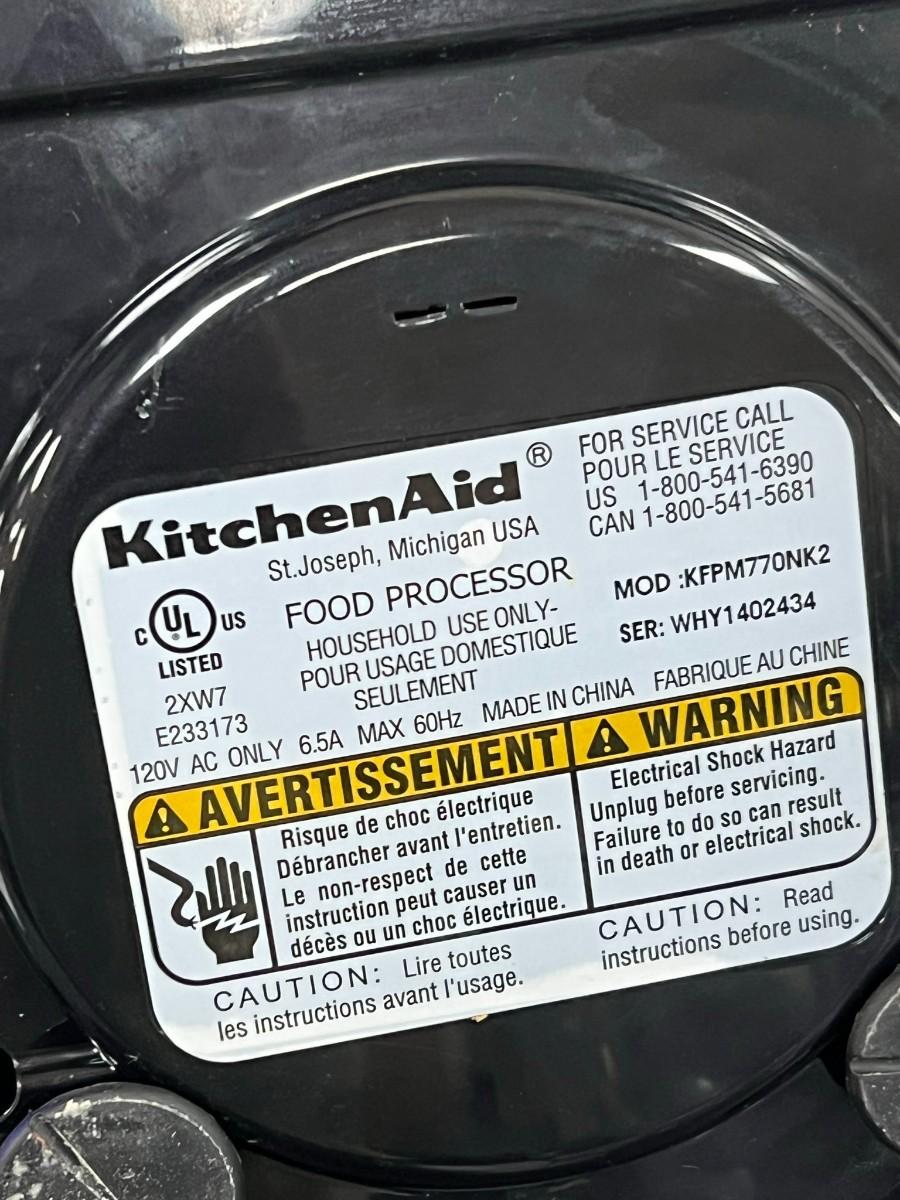 KitchenAid®
St.Joseph, Michigan USA
FOR SERVICE CALL
POUR LE SERVICE
US 1-800-541-6390
CAN 1-800-541-5681
C UL ® US
LISTED
2XW7
E233173
FOOD PROCESSOR
HOUSEHOLD USE ONLY-
POUR USAGE DOMESTIQUE
SEULEMENT
MOD :KFPM770NK2
SER: WHY1402434
120V AC ONLY 6.5A MAX 60Hz MADE IN CHINA FABRIQUE AU CHINE
AVERTISSEMENT
Risque de choc électrique
Débrancher avant l'entretien.
Le non-respect de cette
instruction peut causer un
décès ou un choc électrique.
WARNING
Electrical Shock Hazard
Unplug before servicing.
Failure to do so can result
in death or electrical shock.
CAUTION: Lire toutes
les instructions avant l'usage.
CAUTION: Read
instructions before using.